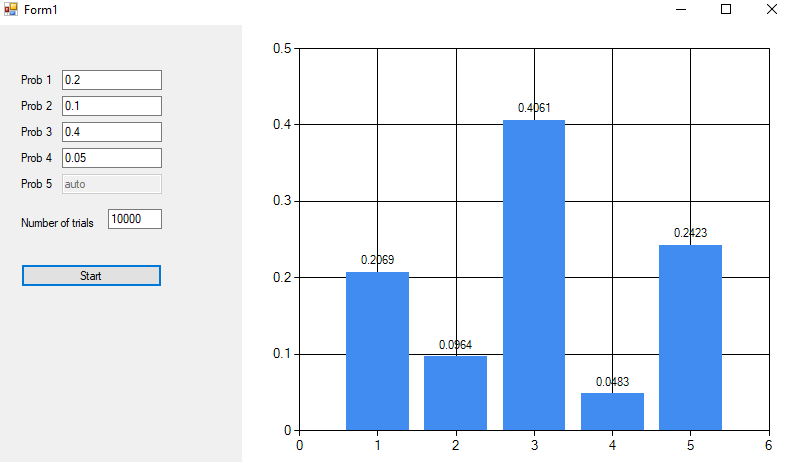 Form1
Prob 1 0.2
Prob 2 0.1
Prob 3 0.4
Prob 4 0.05
Prob 5 auto
Number of trials 10000
Start
0.5
0.4
0.3
0.2
0.1
0
0.2069
0.0964
0.4061
0.0483
0.2423
0 1 2 3 4 5 6